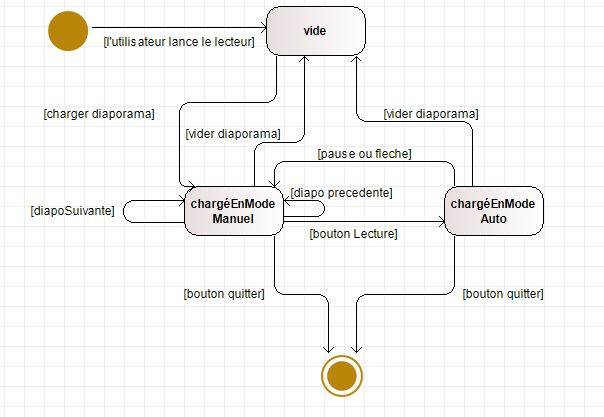 vide
[l'utilisateur lance le lecteur]
[charger diaporama]
[vider diaporama]
[vider diaporama]
[pause ou fleche]
[diapo precedente]
chargéEnMode
Manuel
chargéEnMode
Auto
[diapoSuivante]
[bouton Lecture]
[bouton quitter]
[bouton quitter]